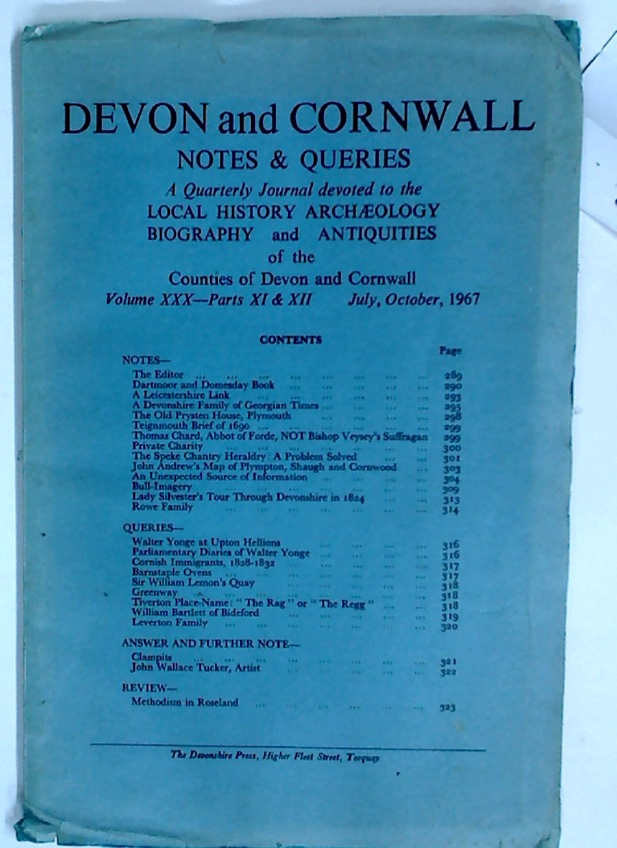 DEVON and CORNWALL
NOTES & QUERIES
A Quarterly Journal devoted to the
LOCAL HISTORY ARCHÆOLOGY
BIOGRAPHY and ANTIQUITIES
of the
Counties of Devon and Cornwall
Volume XXX—Parts XI & XII July, October, 1967
CONTENTS
Page
NOTES—
The Editor ... ... ... ... ... ... ... 289
Dartmoor and Domesday Book ... ... ... ... ... 290
A Leicestershire Link ... ... ... ... ... ... 293
A Devonshire Family of Georgian Times ... ... ... ... 295
The Old Prysten House, Plymouth ... ... ... ... 298
Teignmouth Brief of 1690 ... ... ... ... ... 299
Thomas Chard, Abbot of Forde, NOT Bishop Veysey's Suffragan 299
Private Charity ... ... ... ... ... ... 300
The Speke Chantry Heraldry: A Problem Solved ... ... ... 301
John Andrew's Map of Plympton, Shaugh and Cornwood ... 303
An Unexpected Source of Information ... ... ... ... 304
Bull-Imagery ... ... ... ... ... ... 309
Lady Silvester's Tour Through Devonshire in 1824 ... ... 313
Rowe Family ... ... ... ... ... ... 314
QUERIES—
Walter Yonge at Upton Hellions ... ... ... ... 316
Parliamentary Diaries of Walter Yonge ... ... ... ... 316
Cornish Immigrants, 1828-1832 ... ... ... ... 317
Barnstaple Ovens ... ... ... ... ... ... 317
Sir William Lemon's Quay ... ... ... ... ... 318
Greenway ... ... ... ... ... ... 318
Tiverton Place-Name: "The Rag" or "The Regg" ... ... 318
William Bartlett of Bideford ... ... ... ... 319
Leverton Family ... ... ... ... ... ... 320
ANSWER AND FURTHER NOTE—
Clampits ... ... ... ... ... ... 321
John Wallace Tucker, Artist ... ... ... ... ... 322
REVIEW—
Methodism in Roseland ... ... ... ... ... ... 323
The Devonshire Press, Higher Fleet Street, Torquay